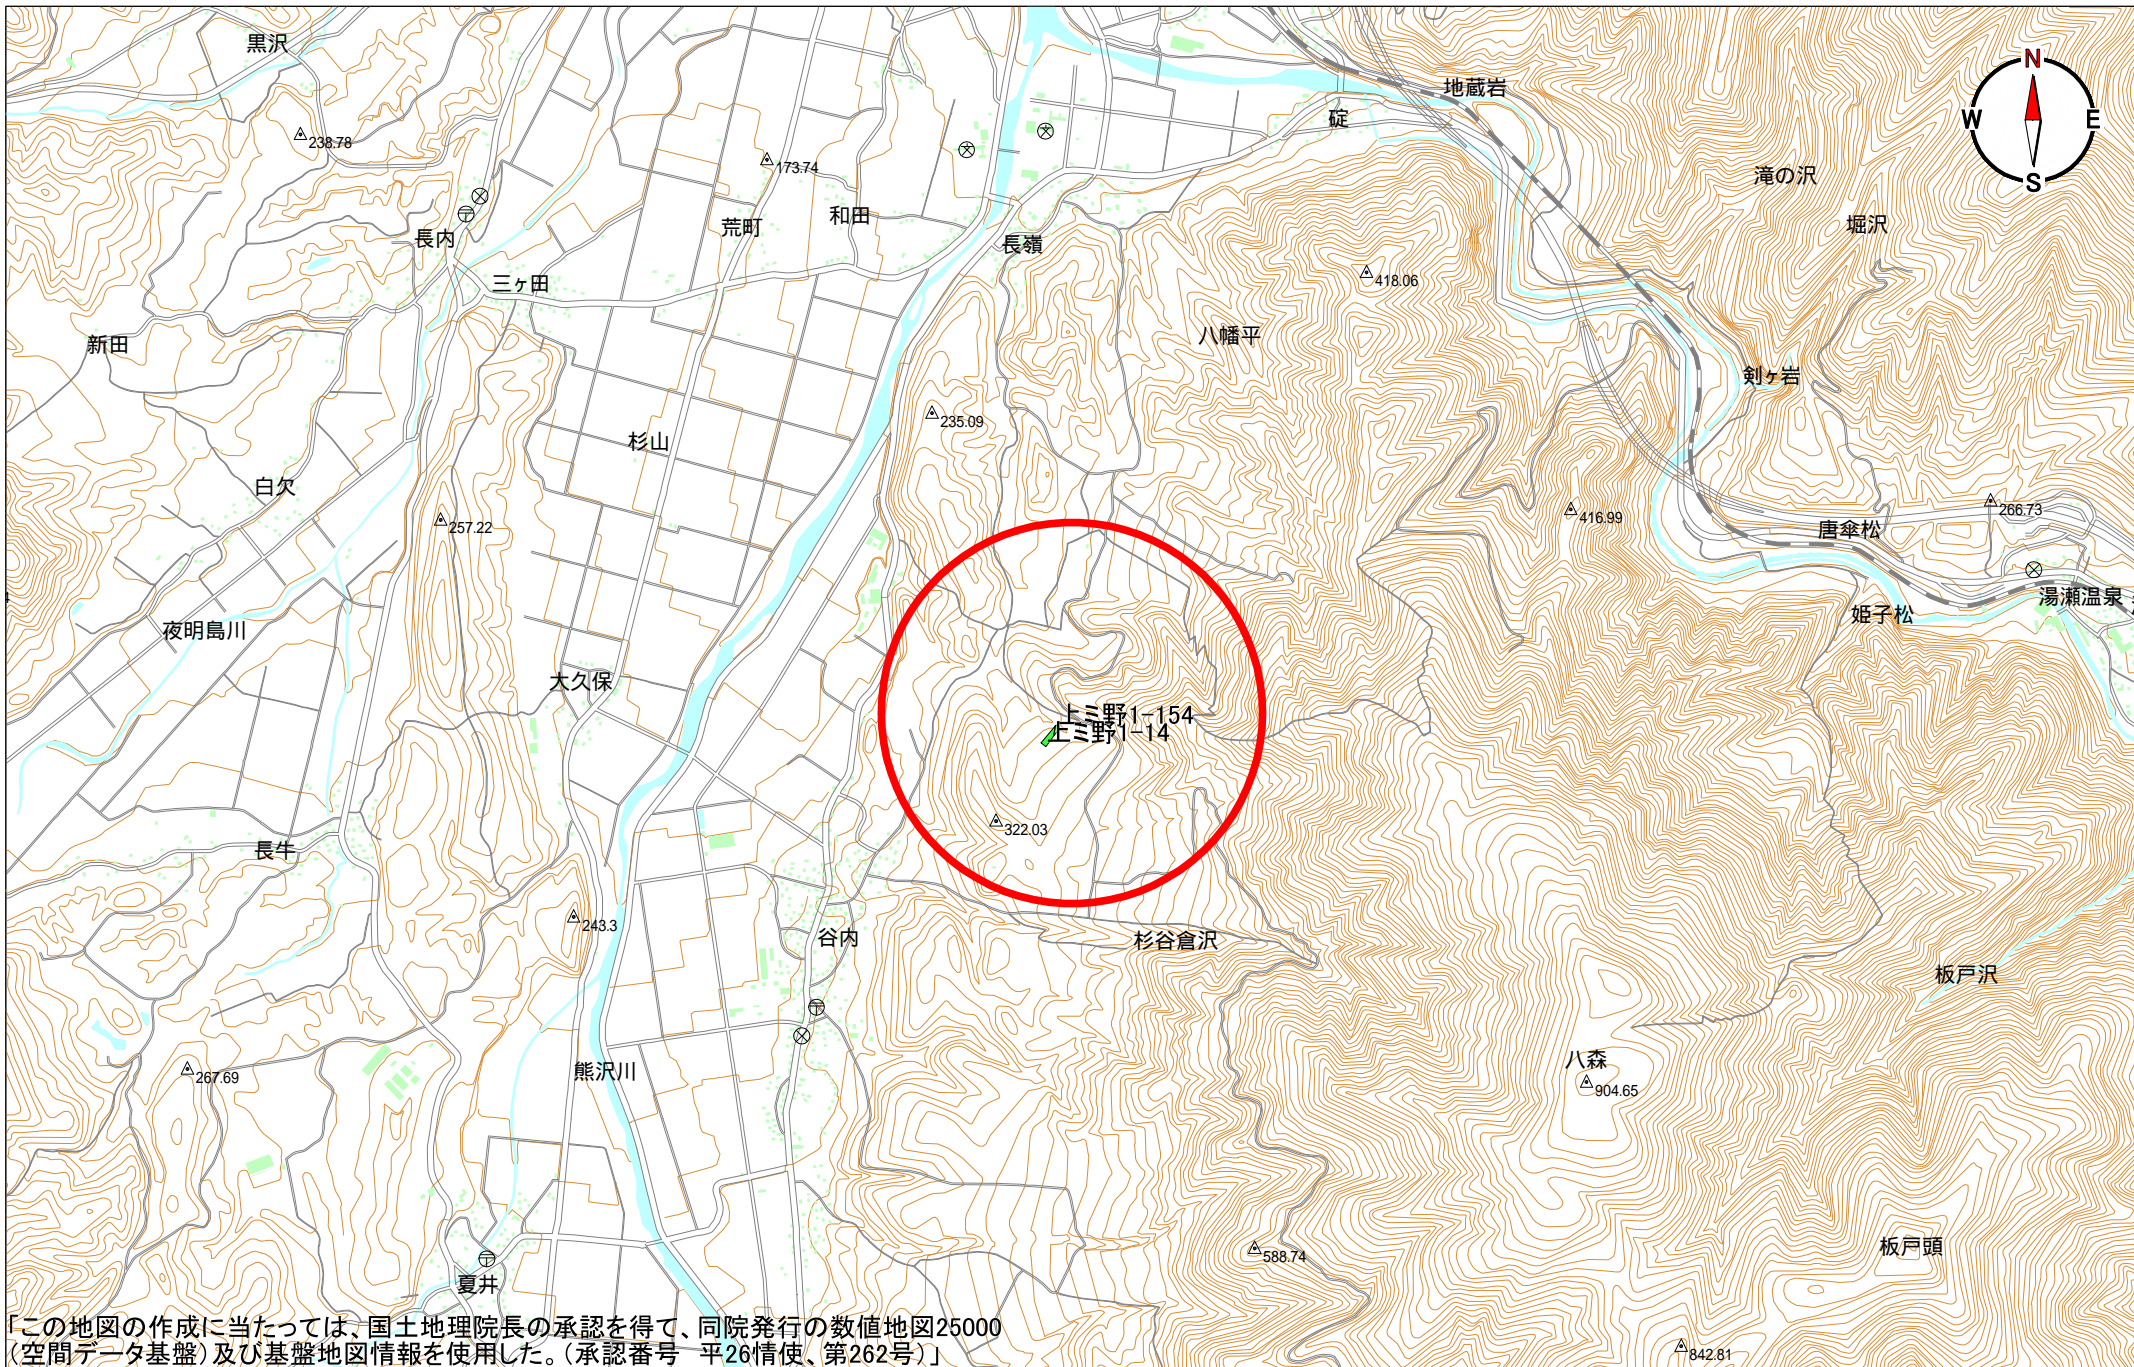 黒沢
地蔵岩
碇
N
W
E
S
238.78
173.74
滝の沢
堀沢
長内
荒町
和田
長嶺
三ヶ田
418.06
八幡平
新田
剣ヶ岩
235.09
杉山
白欠
257.22
416.99
266.73
唐傘松
湯瀬温泉
姫子松
夜明島川
大久保
上ミ野1-154
上ミ野1-14
322.03
長牛
243.3
谷内
杉谷倉沢
板戸沢
熊沢川
267.69
八森
904.65
板戸頭
588.74
夏井
842.81
「この地図の作成に当たっては、国土地理院長の承認を得て、同院発行の数値地図25000
(空間データ基盤)及び基盤地図情報を使用した。(承認番号　平26情使、第262号)」